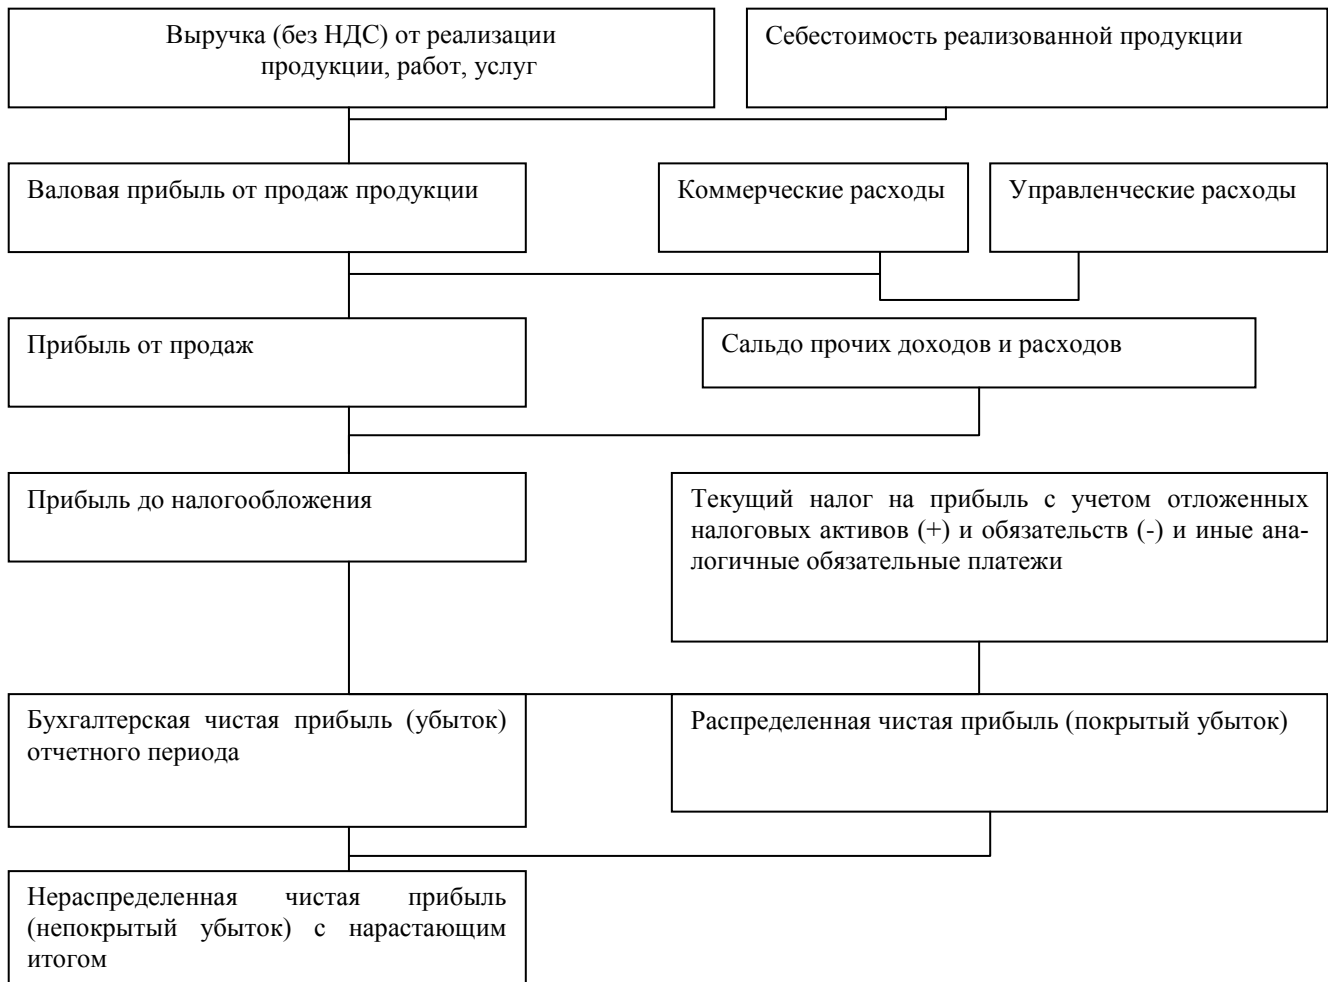 Выручка (без НДС) от реализации
продукции, работ, услуг
Себестоимость реализованной продукции
Валовая прибыль от продаж продукции
Коммерческие расходы
Управленческие расходы
Прибыль от продаж
Сальдо прочих доходов и расходов
Прибыль до налогообложения
Текущий налог на прибыль с учетом отложенных
налоговых активов (+) и обязательств (-) и иные ана-
логичные обязательные платежи
Бухгалтерская чистая прибыль (убыток)
отчетного периода
Распределенная чистая прибыль (покрытый убыток)
Нераспределенная чистая прибыль
(непокрытый убыток) с нарастающим
итогом